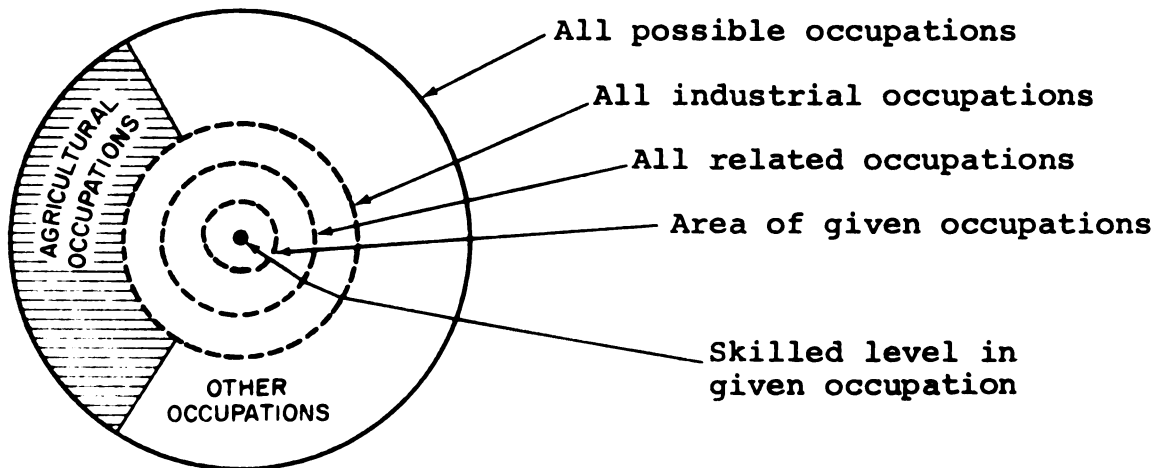 All possible occupations
All industrial occupations
All related occupations
Area of given occupations
Skilled level in
given occupation
AGRICULTURAL
OCCUPATIONS
OTHER
OCCUPATIONS